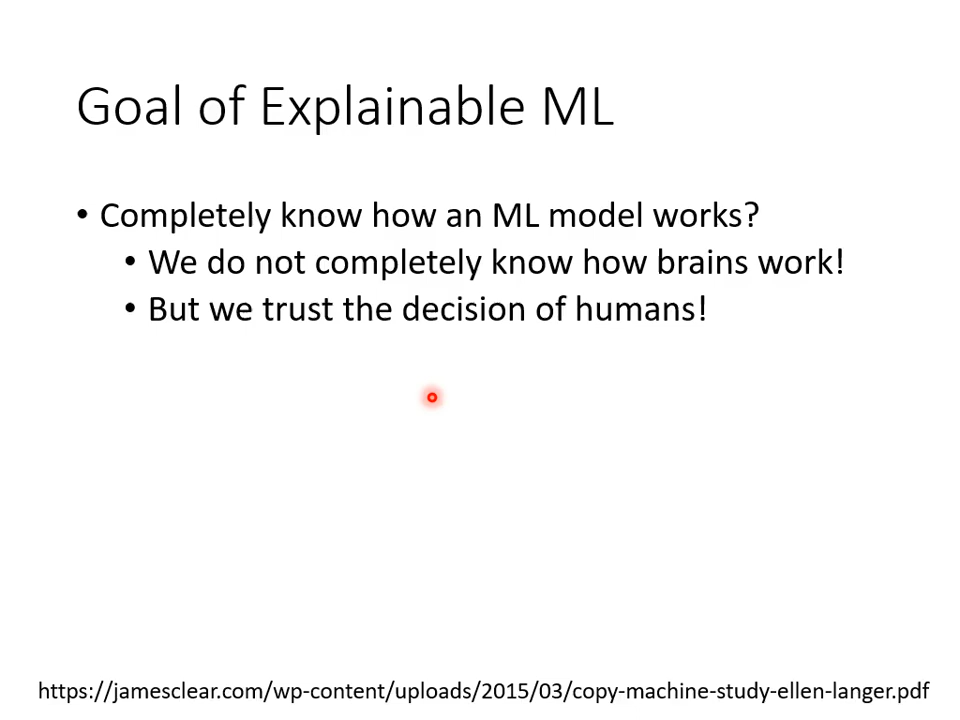 Goal of Explainable ML
• Completely know how an ML model works?
• We do not completely know how brains work!
• But we trust the decision of humans!
https://jamesclear.com/wp-content/uploads/2015/03/copy-machine-study-ellen-langer.pdf